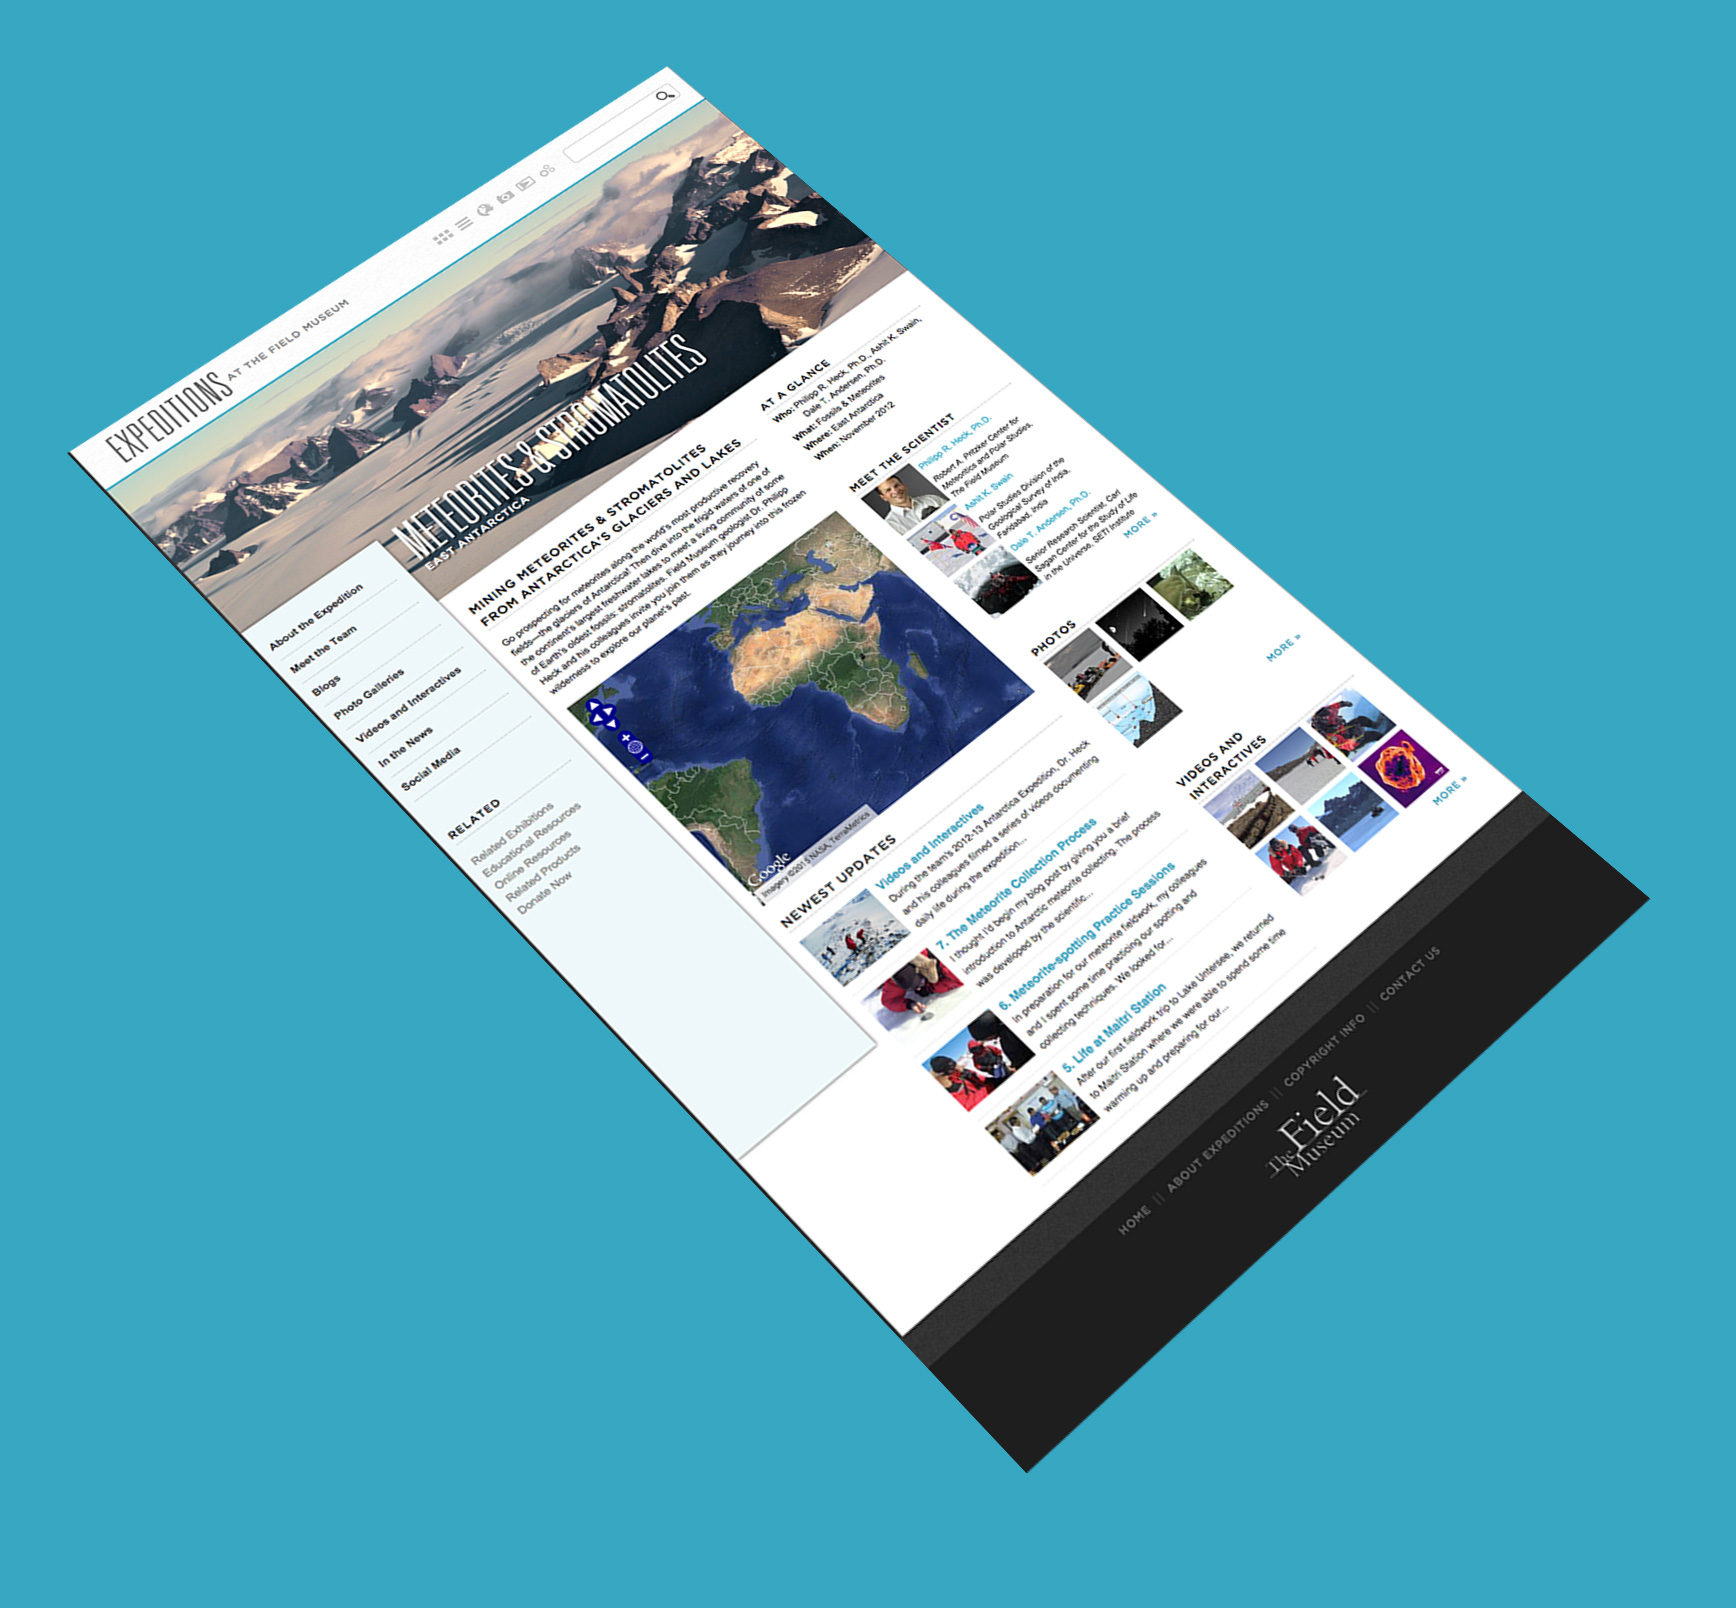 EXPEDITIONS AT THE FIELD MUSEUM
METEORITES & STROMATOLITES
EAST ANTARCTICA
About the Expedition
Meet the Team
Blogs
Photo Galleries
Videos and Interactives
In the News
Social Media
RELATED
Related Exhibitions
Educational Resources
Online Resources
Related Products
Donate Now
MINING METEORITES & STROMATOLITES
FROM ANTARCTICA'S GLACIERS AND LAKES
Go prospecting for meteorites along the world's most productive recovery
fields—the glaciers of Antarctica! Then dive into the frigid waters of one of
the continent's largest freshwater lakes to meet a living community of some
of Earth's oldest fossils: stromatolites. Field Museum geologist Dr. Philipp
Heck and his colleagues invite you join them as they journey into this frozen
wilderness to explore our planet's past.
Google
Imagery ©2015 NASA, TerraMetrics
NEWEST UPDATES
Videos and Interactives
During the team's 2012-13 Antarctica Expedition, Dr. Heck
and his colleagues filmed a series of videos documenting
daily life during the expedition...
7. The Meteorite Collection Process
I thought I'd begin my blog post by giving you a brief
introduction to Antarctic meteorite collecting. The process
was developed by the scientific...
6. Meteorite-spotting Practice Sessions
In preparation for our meteorite fieldwork, my colleagues
and I spent some time practicing our spotting and
collecting techniques. We looked for...
5. Life at Maitri Station
After our first fieldwork trip to Lake Untersee, we returned
to Maitri Station where we were able to spend some time
warming up and preparing for our...
AT A GLANCE
Who: Philipp R. Heck, Ph.D., Ashit K. Swain,
Dale T. Andersen, Ph.D.
What: Fossils & Meteorites
Where: East Antarctica
When: November 2012
MEET THE SCIENTIST
Philipp R. Heck, Ph.D.
Robert A. Pritzker Center for
Meteoritics and Polar Studies,
The Field Museum
Ashit K. Swain
Polar Studies Division of the
Geological Survey of India,
Faridabad, India
Dale T. Andersen, Ph.D.
Senior Research Scientist, Carl
Sagan Center for the Study of Life
in the Universe, SETI Institute
MORE »
PHOTOS
MORE »
VIDEOS AND
INTERACTIVES
MORE »
HOME || ABOUT EXPEDITIONS || COPYRIGHT INFO || CONTACT US
The Field
Museum